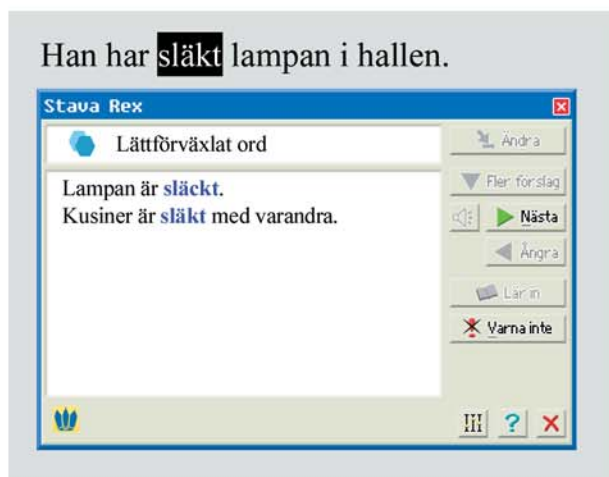 Han har släkt lampan i hallen.
Stava Rex
Lättförväxlat ord
Lampan är släckt.
Kusiner är släkt med varandra.
Ändra
Fler förslag
Nästa
Ångra
Lär in
Varna inte